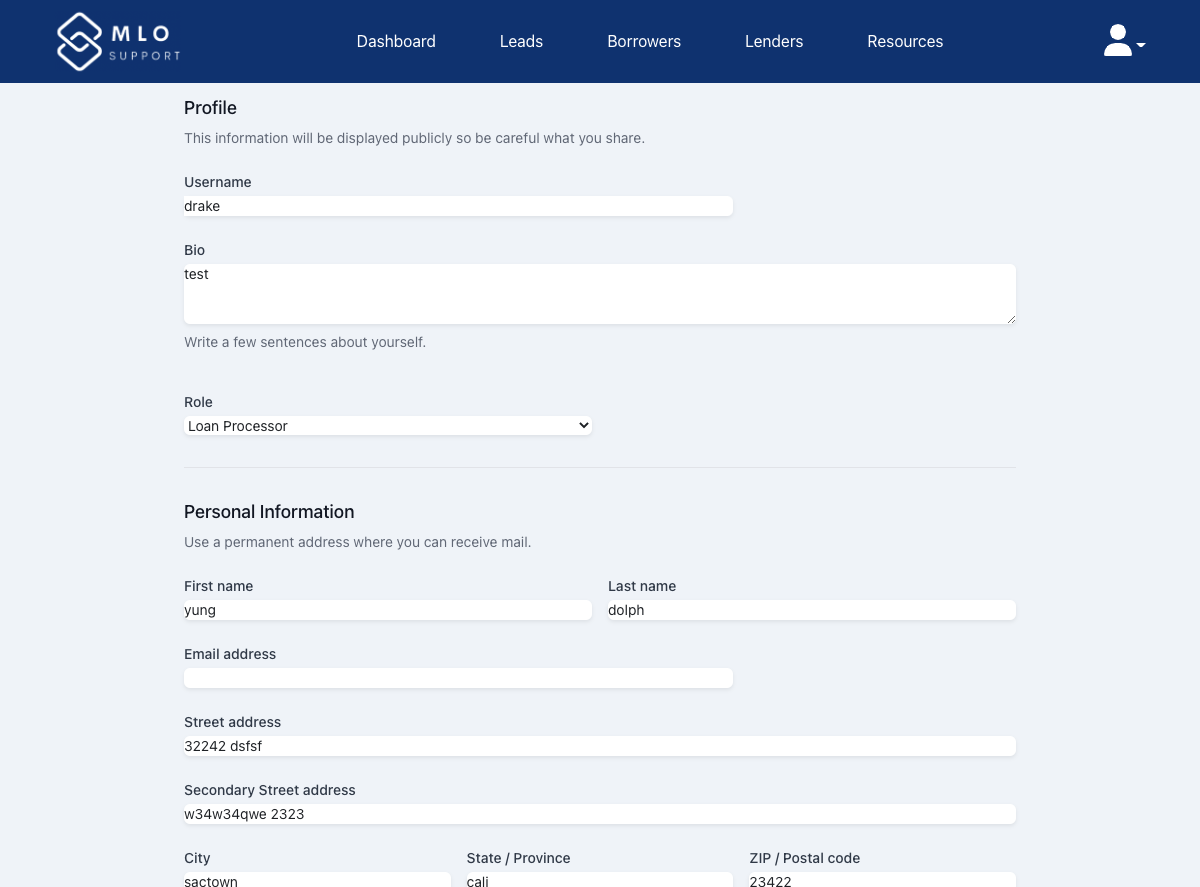 MLO
SUPPORT
Dashboard Leads Borrowers Lenders Resources
Profile
This information will be displayed publicly so be careful what you share.
Username
drake
Bio
test
Write a few sentences about yourself.
Role
Loan Processor
Personal Information
Use a permanent address where you can receive mail.
First name Last name
yung dolph
Email address
Street address
32242 dsfsf
Secondary Street address
w34w34qwe 2323
City State / Province ZIP / Postal code
sactown cali 23422